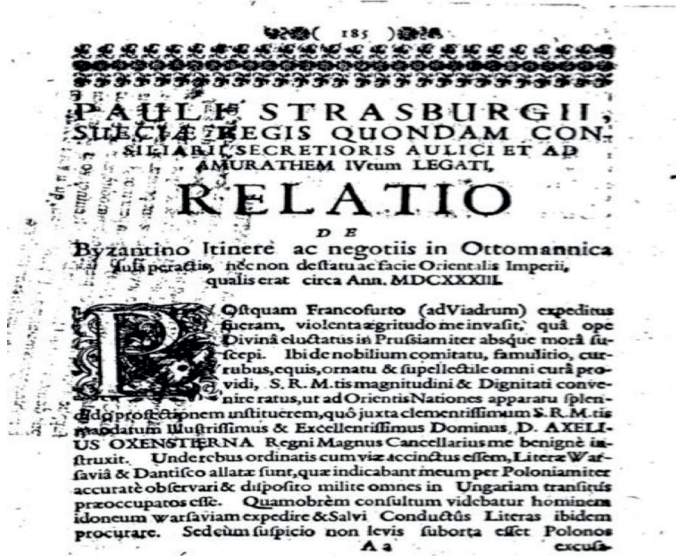 ( 185 )
PAULI STRASBURGII,
SUECIÆ REGIS QUONDAM CON-
SILIARII, SECRETIORIS AULICI ET AD
AMURATHEM IVtum LEGATI,
RELATIO
DE
Byzantino Itinere ac negotiis in Ottomannica
Aula peractis, nec non de statu ac facie Orientalis Imperii,
qualis erat circa Ann. MDCXXXIII.
POſtquam Francofurto (ad Viadrum) expeditus
fueram, violenta ægritudo me invaſit, quâ ope
Divinâ eluctatus in Pruſſiam iter absq́ue morâ ſu-
ſcepi. Ibi de nobilium comitatu, famulitio, cur-
rubus, equis, ornatu & ſupellectile omni curâ pro-
vidi, S. R. M.tis magnitudini & Dignitati conve-
nire ratus, ut ad Orientis Nationes apparatu ſplen-
dido profectionem inſtituerem, quô juxta clementiſſimum S. R. M.tis
mandatum Illuſtriſſimus & Excellentiſſimus Dominus, D. AXELI-
US OXENSTIERNA Regni Magnus Cancellarius me benignè in-
ſtruxit. Unde rebus ordinatis cum viæ accinctus eſſem, Literæ War-
ſaviâ & Dantiſco allatæ ſunt, quæ indicabant meum per Poloniam iter
accuratè obſervari & diſpoſito milite omnes in Ungariam tranſitus
præoccupatos eſſe. Quamobrèm conſultum videbatur hominem
idoneum Warſaviam expedire & Salvi Conductûs Literas ibidem
procurare. Sed cùm ſuſpicio non levis ſuborta eſſet Polonos
A a excuſa-